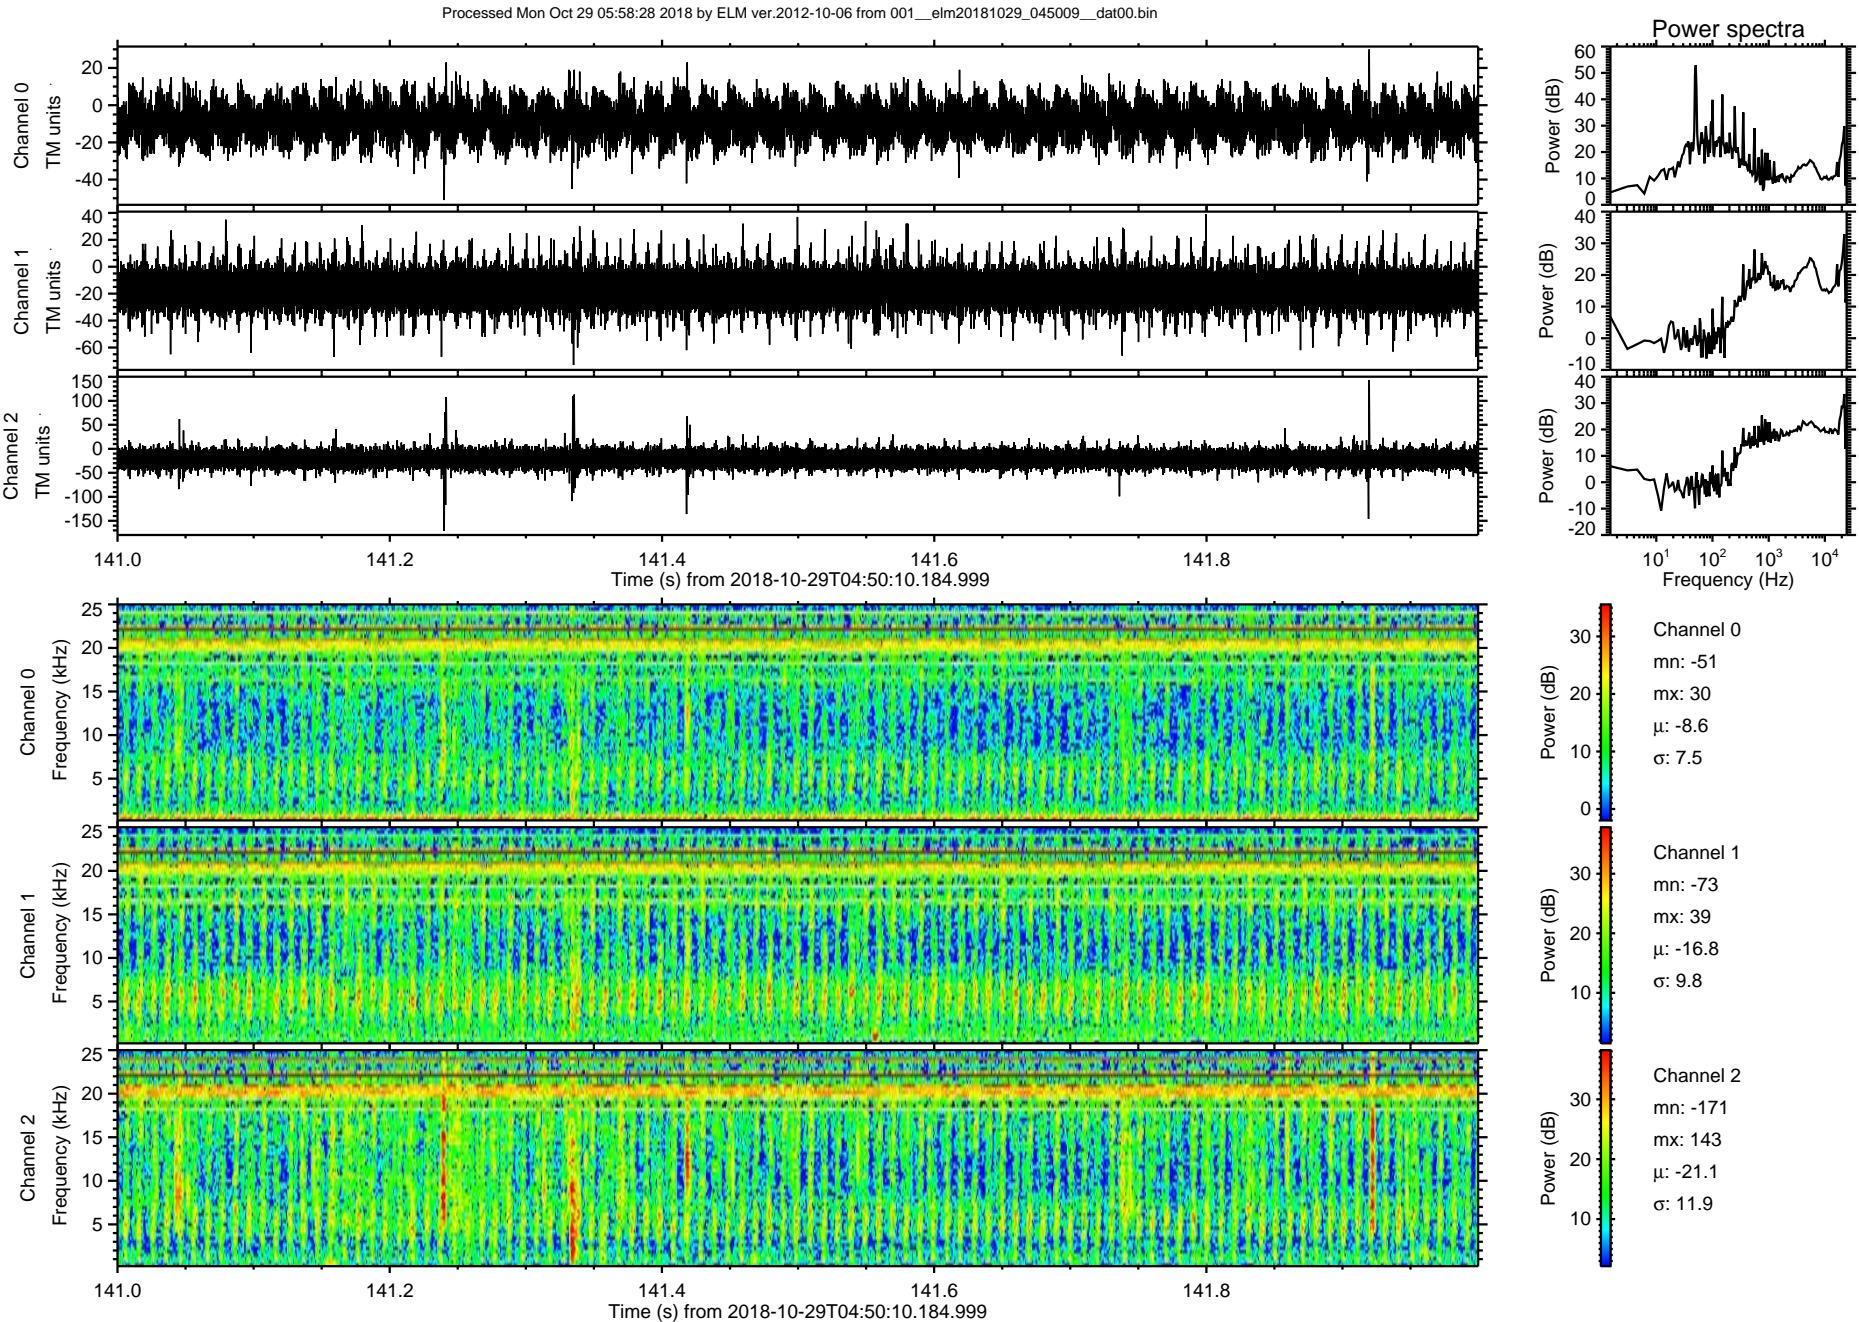 Processed Mon Oct 29 05:58:28 2018 by ELM ver.2012-10-06 from 001__elm20181029_045009__dat00.bin
Power spectra
Channel 0
TM units
20
0
-20
-40
Power (dB)
60
50
40
30
20
10
0
Channel 1
TM units
40
20
0
-20
-40
-60
Power (dB)
40
30
20
10
0
-10
Channel 2
TM units
150
100
50
0
-50
-100
-150
Power (dB)
40
30
20
10
0
-10
-20
141.0 141.2 141.4 141.6 141.8
Time (s) from 2018-10-29T04:50:10.184.999
10¹ 10² 10³ 10⁴
Frequency (Hz)
Channel 0
Frequency (kHz)
25
20
15
10
5
Power (dB)
30
20
10
0
Channel 0
mn: -51
mx: 30
μ: -8.6
σ: 7.5
Channel 1
Frequency (kHz)
25
20
15
10
5
Power (dB)
30
20
10
Channel 1
mn: -73
mx: 39
μ: -16.8
σ: 9.8
Channel 2
Frequency (kHz)
25
20
15
10
5
Power (dB)
30
20
10
Channel 2
mn: -171
mx: 143
μ: -21.1
σ: 11.9
141.0 141.2 141.4 141.6 141.8
Time (s) from 2018-10-29T04:50:10.184.999